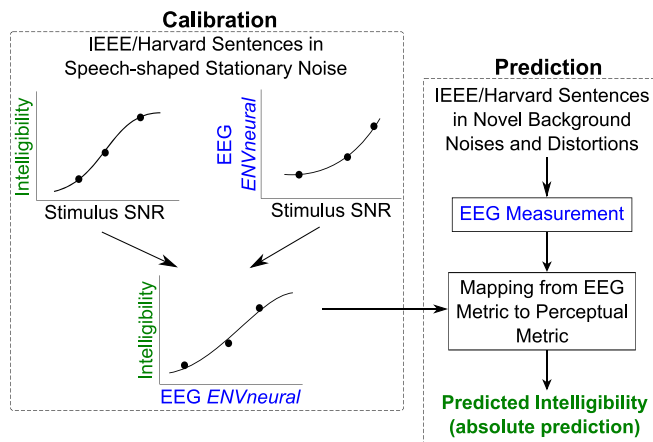 Calibration
IEEE/Harvard Sentences in
Speech-shaped Stationary Noise
Intelligibility
Stimulus SNR
EEG
ENVneural
Stimulus SNR
Intelligibility
EEG ENVneural
Prediction
IEEE/Harvard Sentences
in Novel Background
Noises and Distortions
EEG Measurement
Mapping from EEG
Metric to Perceptual
Metric
Predicted Intelligibility
(absolute prediction)